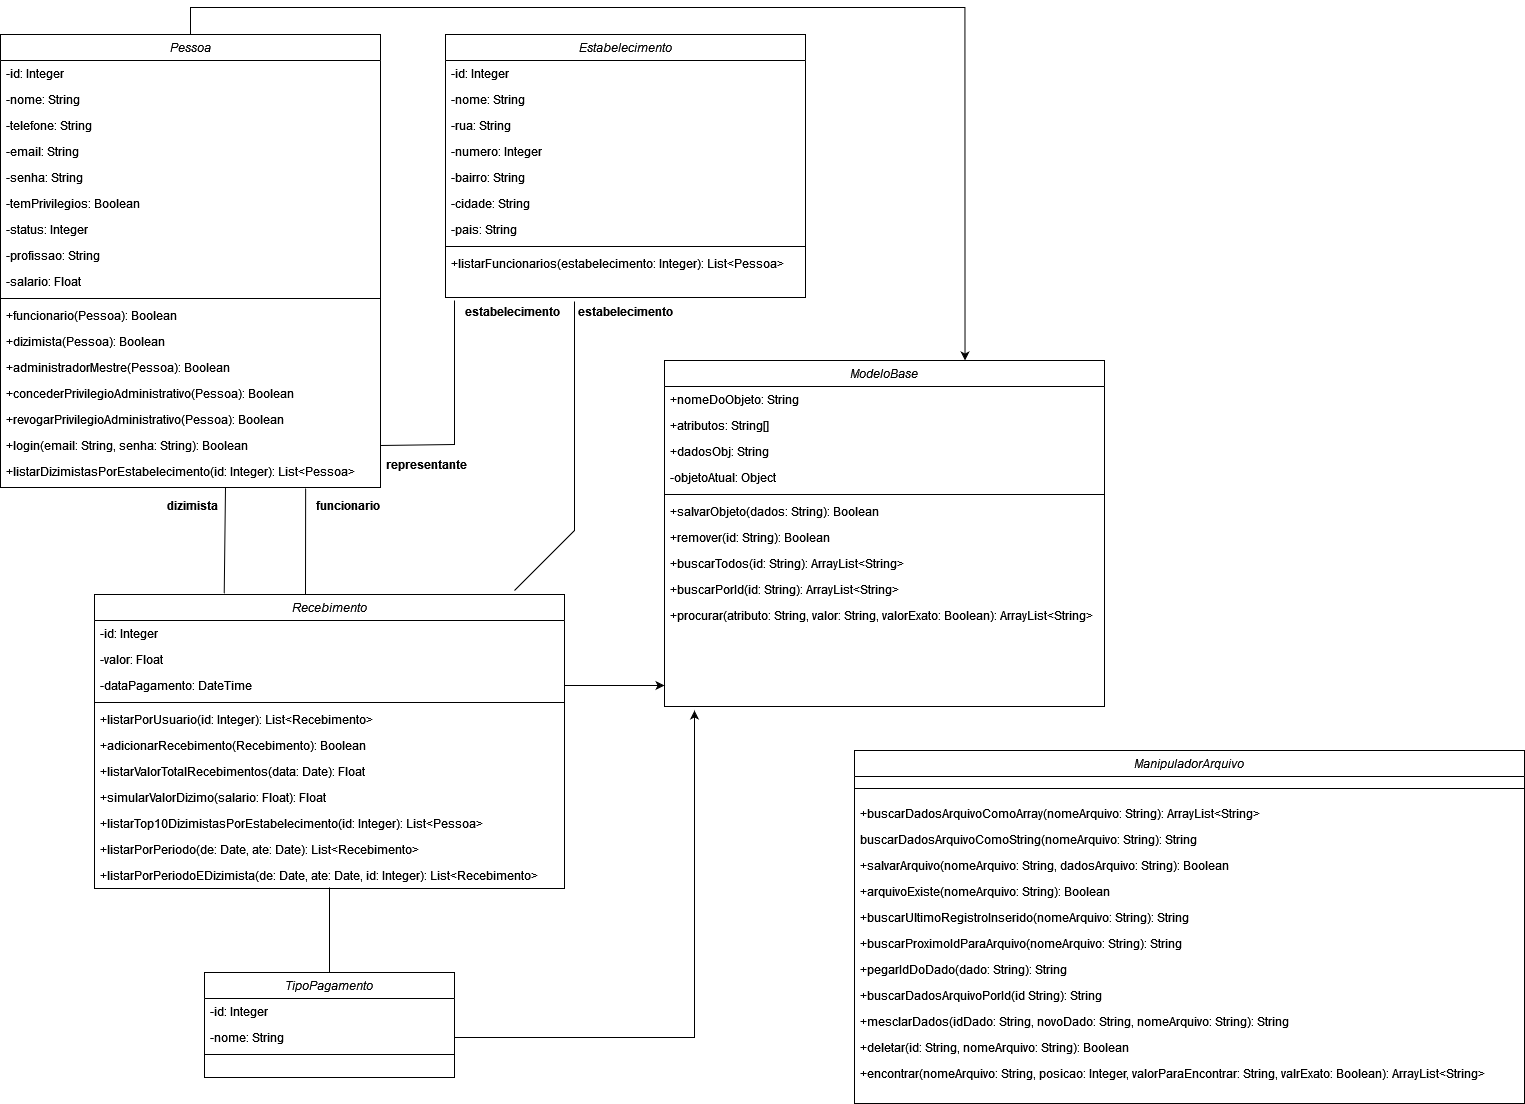 Pessoa
-id: Integer
-nome: String
-telefone: String
-email: String
-senha: String
-temPrivilegios: Boolean
-status: Integer
-profissao: String
-salario: Float
+funcionario(Pessoa): Boolean
+dizimista(Pessoa): Boolean
+administradorMestre(Pessoa): Boolean
+concederPrivilegioAdministrativo(Pessoa): Boolean
+revogarPrivilegioAdministrativo(Pessoa): Boolean
+login(email: String, senha: String): Boolean
+listarDizimistasPorEstabelecimento(id: Integer): List<Pessoa>
Estabelecimento
-id: Integer
-nome: String
-rua: String
-numero: Integer
-bairro: String
-cidade: String
-pais: String
+listarFuncionarios(estabelecimento: Integer): List<Pessoa>
estabelecimento
estabelecimento
representante
dizimista
funcionario
ModeloBase
+nomeDoObjeto: String
+atributos: String[]
+dadosObj: String
-objetoAtual: Object
+salvarObjeto(dados: String): Boolean
+remover(id: String): Boolean
+buscarTodos(id: String): ArrayList<String>
+buscarPorId(id: String): ArrayList<String>
+procurar(atributo: String, valor: String, valorExato: Boolean): ArrayList<String>
Recebimento
-id: Integer
-valor: Float
-dataPagamento: DateTime
+listarPorUsuario(id: Integer): List<Recebimento>
+adicionarRecebimento(Recebimento): Boolean
+listarValorTotalRecebimentos(data: Date): Float
+simularValorDizimo(salario: Float): Float
+listarTop10DizimistasPorEstabelecimento(id: Integer): List<Pessoa>
+listarPorPeriodo(de: Date, ate: Date): List<Recebimento>
+listarPorPeriodoEDizimista(de: Date, ate: Date, id: Integer): List<Recebimento>
TipoPagamento
-id: Integer
-nome: String
ManipuladorArquivo
+buscarDadosArquivoComoArray(nomeArquivo: String): ArrayList<String>
buscarDadosArquivoComoString(nomeArquivo: String): String
+salvarArquivo(nomeArquivo: String, dadosArquivo: String): Boolean
+arquivoExiste(nomeArquivo: String): Boolean
+buscarUltimoRegistroInserido(nomeArquivo: String): String
+buscarProximoIdParaArquivo(nomeArquivo: String): String
+pegarIdDoDado(dado: String): String
+buscarDadosArquivoPorId(id String): String
+mesclarDados(idDado: String, novoDado: String, nomeArquivo: String): String
+deletar(id: String, nomeArquivo: String): Boolean
+encontrar(nomeArquivo: String, posicao: Integer, valorParaEncontrar: String, valrExato: Boolean): ArrayList<String>